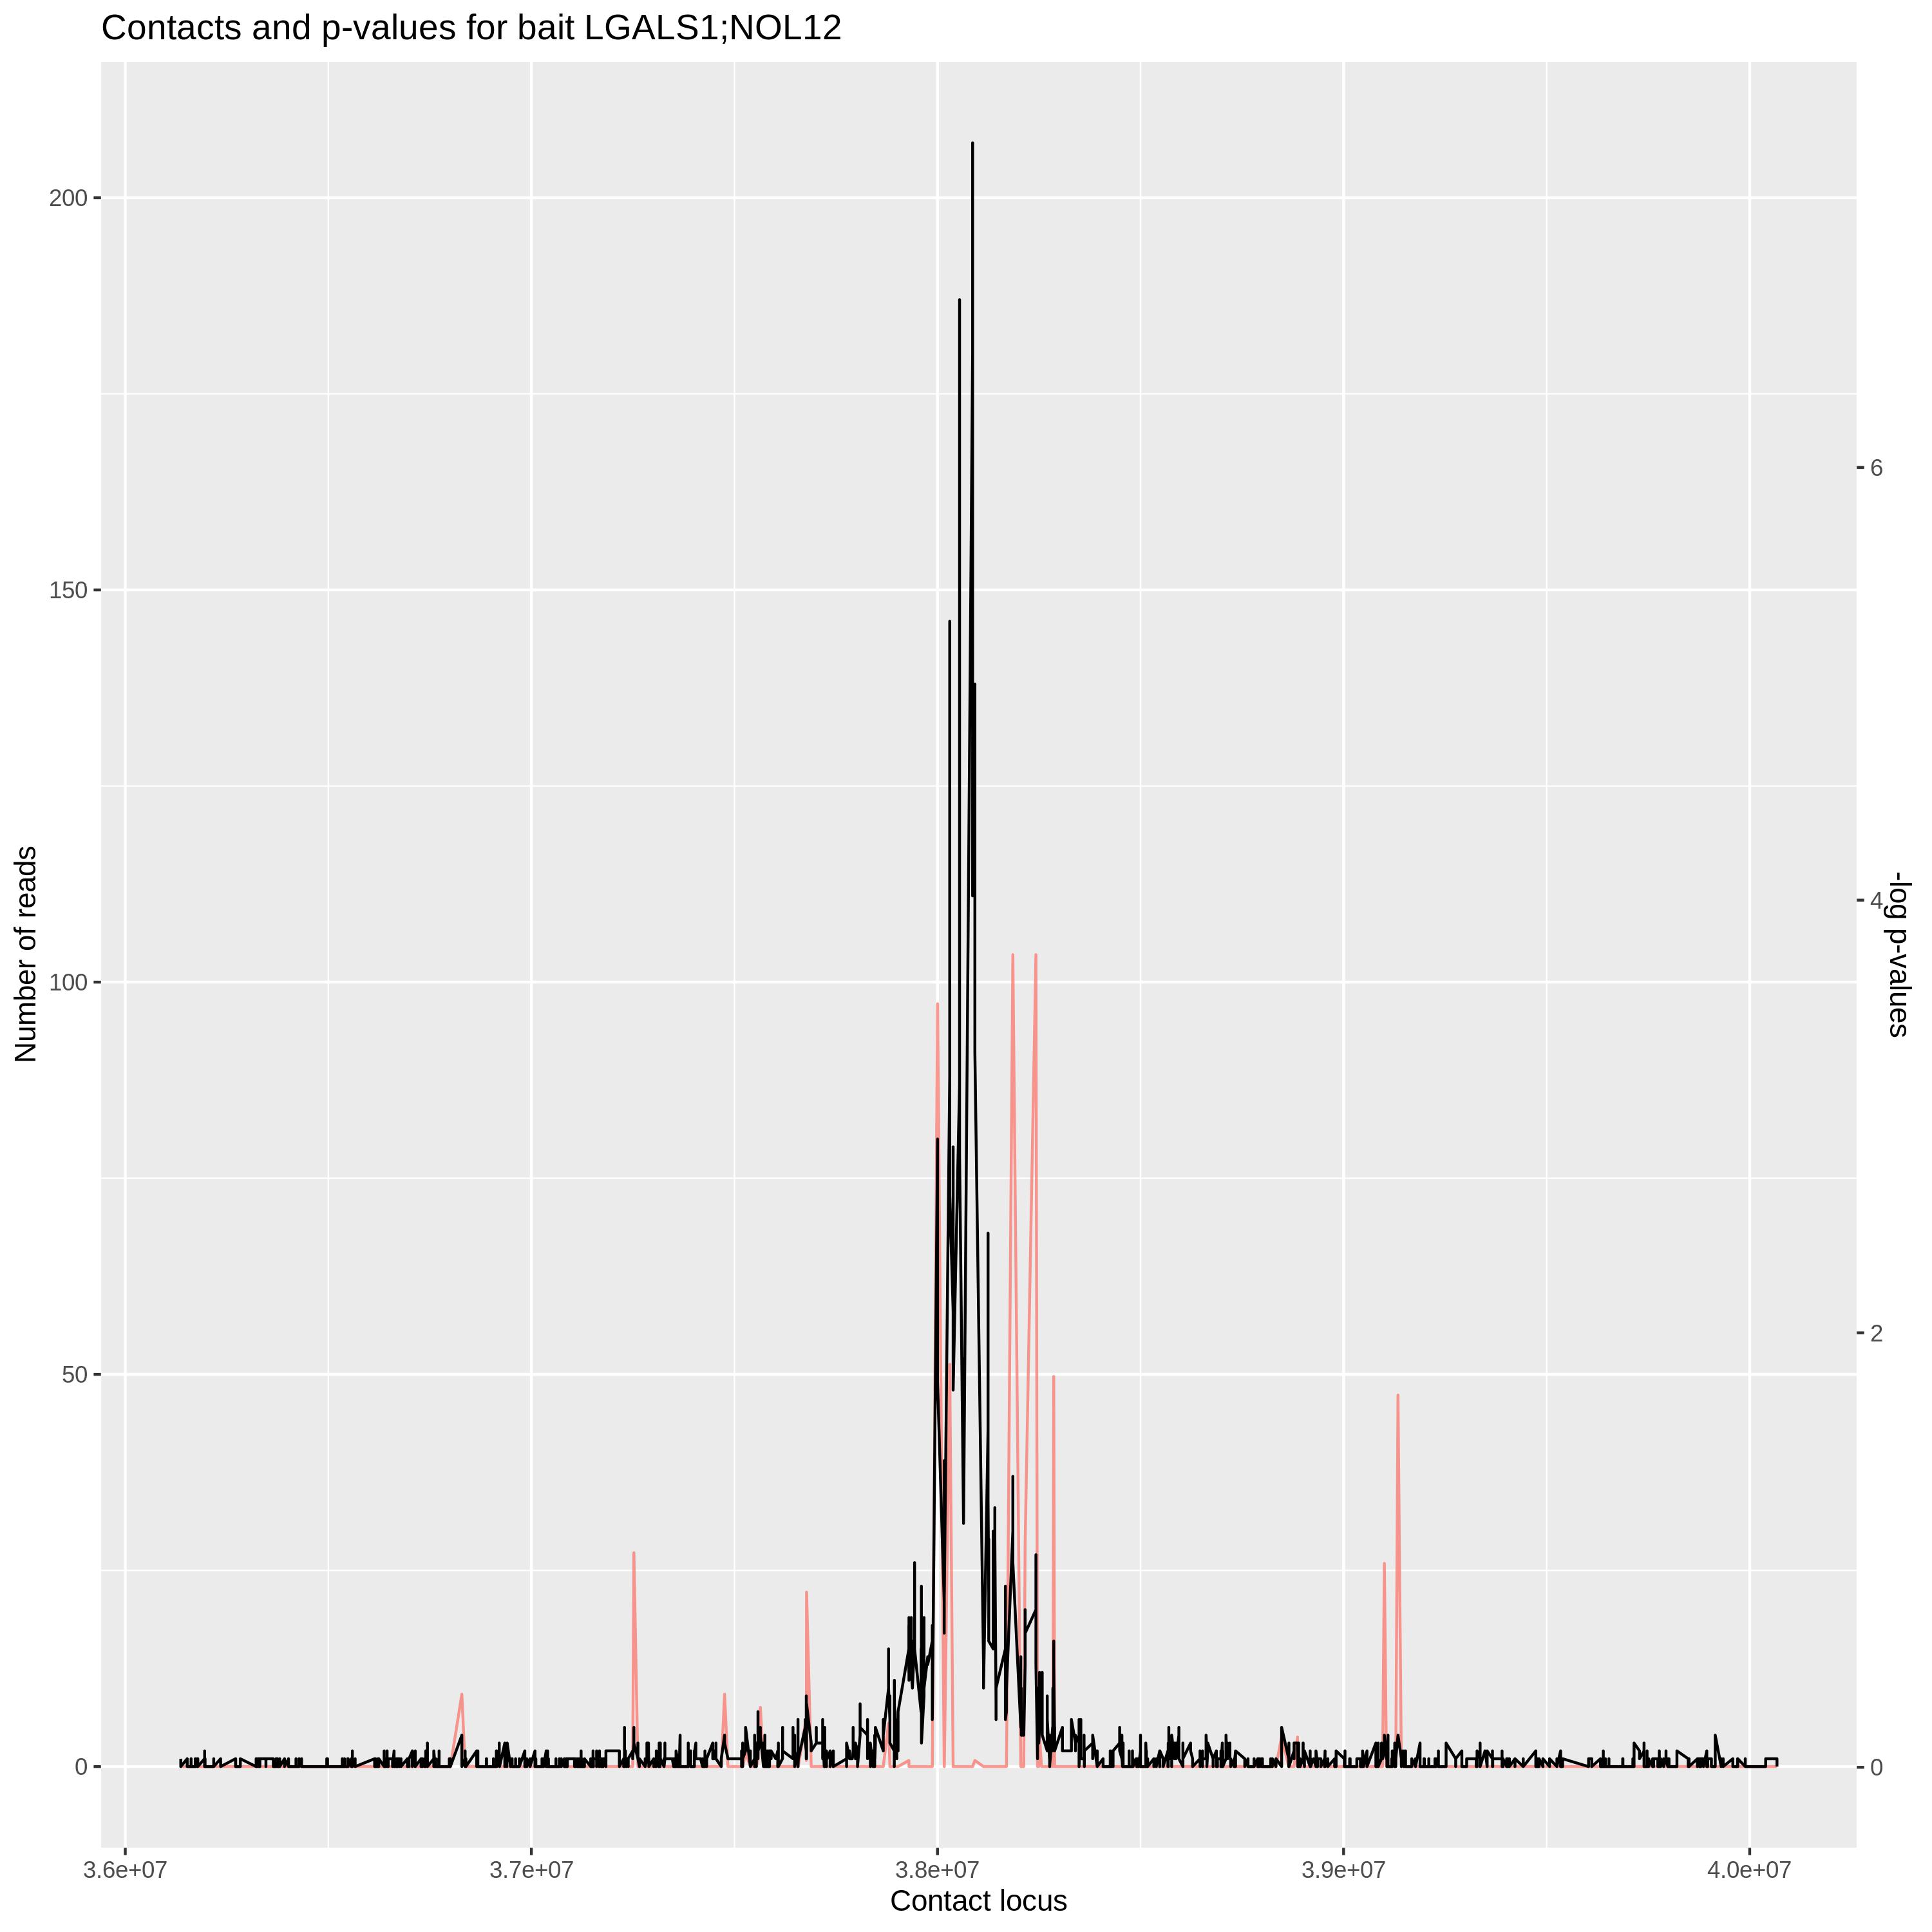 Contacts and p-values for bait LGALS1;NOL12
200
150
100
50
0
Number of reads
6
4
2
0
-log p-values
3.6e+07 3.7e+07 3.8e+07 3.9e+07 4.0e+07
Contact locus